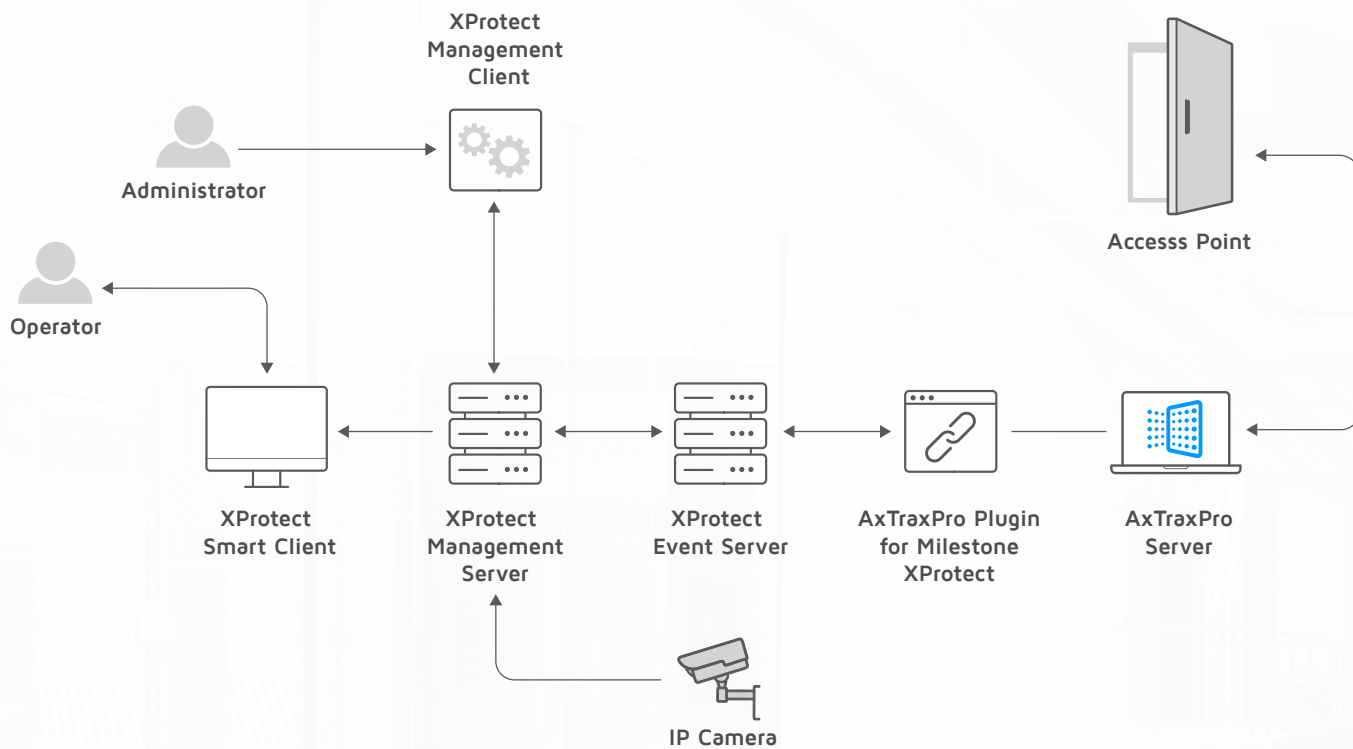 XProtect
Management
Client
Administrator
Accesss Point
Operator
XProtect
Smart Client
XProtect
Management
Server
XProtect
Event Server
AxTraxPro Plugin
for Milestone
XProtect
AxTraxPro
Server
IP Camera